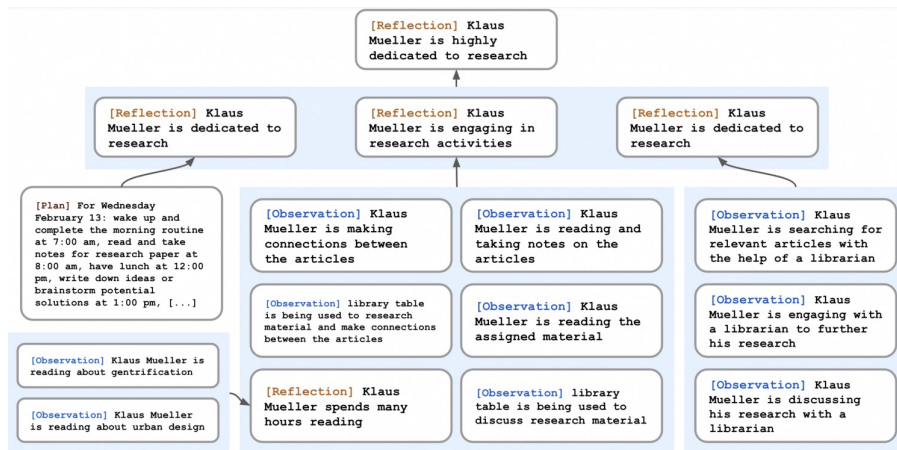 [Reflection] Klaus
Mueller is highly
dedicated to research
[Reflection] Klaus
Mueller is dedicated to
research
[Reflection] Klaus
Mueller is engaging in
research activities
[Reflection] Klaus
Mueller is dedicated to
research
[Plan] For Wednesday
February 13: wake up and
complete the morning routine
at 7:00 am, read and take
notes for research paper at
8:00 am, have lunch at 12:00
pm, write down ideas or
brainstorm potential
solutions at 1:00 pm, [...]
[Observation] Klaus Mueller is
reading about gentrification
[Observation] Klaus Mueller
is reading about urban design
[Observation] Klaus
Mueller is making
connections between
the articles
[Observation] library table
is being used to research
material and make connections
between the articles
[Reflection] Klaus
Mueller spends many
hours reading
[Observation] Klaus
Mueller is reading and
taking notes on the
articles
[Observation] Klaus
Mueller is reading the
assigned material
[Observation] library
table is being used to
discuss research material
[Observation] Klaus
Mueller is searching for
relevant articles with
the help of a librarian
[Observation] Klaus
Mueller is engaging with
a librarian to further
his research
[Observation] Klaus
Mueller is discussing
his research with a
librarian